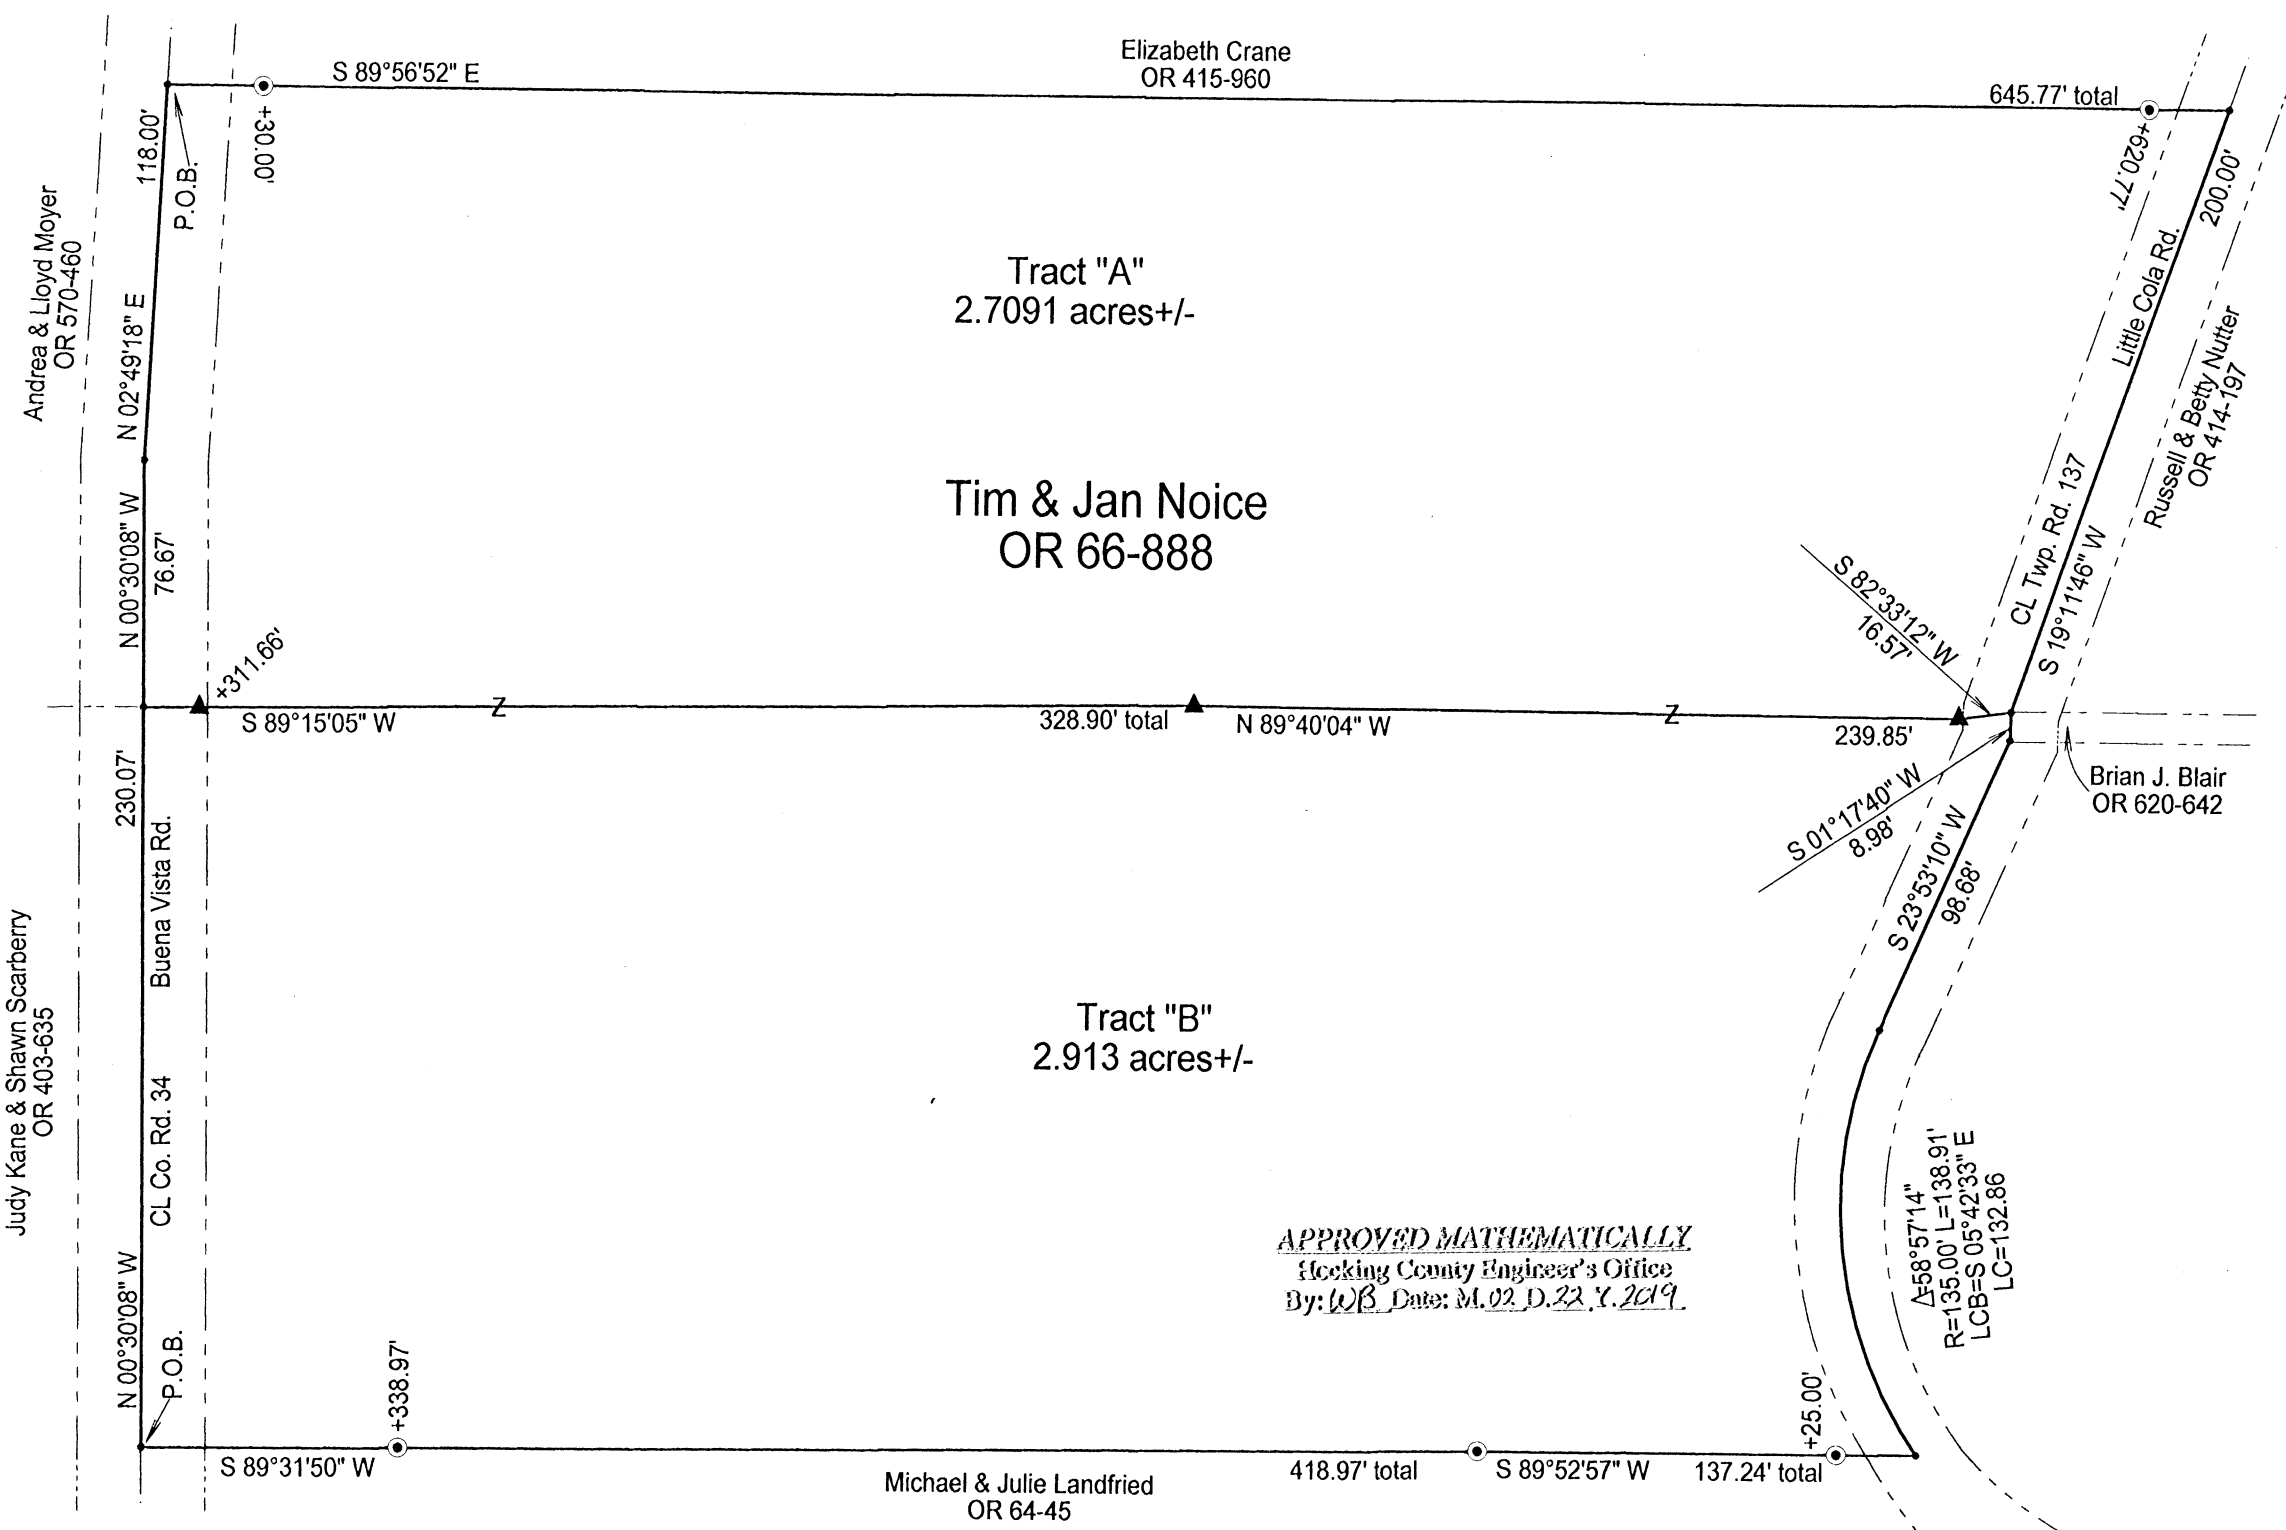 Elizabeth Crane
OR 415-960
S 89°56'52" E
645.77' total
118.00'
P.O.B.
+30.00'
+620.77'
200.00'
Andrea & Lloyd Moyer
OR 570-460
N 02°49'18" E
Tract "A"
2.7091 acres+/-
Little Cola Rd.
CL Twp. Rd. 137
S 19°11'46" W
Russell & Betty Nutter
OR 414-197
Tim & Jan Noice
OR 66-888
N 00°30'08" W
76.67'
+311.66'
S 82°33'12" W
16.57'
S 89°15'05" W
Z
328.90' total
N 89°40'04" W
Z
239.85'
S 01°17'40" W
8.98'
Brian J. Blair
OR 620-642
230.07'
Buena Vista Rd.
CL Co. Rd. 34
S 23°53'10" W
98.68'
Judy Kane & Shawn Scarberry
OR 403-635
Tract "B"
2.913 acres+/-
Δ=58°57'14"
R=135.00' L=138.91'
LCB=S 05°42'33" E
LC=132.86
APPROVED MATHEMATICALLY
Hocking County Engineer's Office
By: WB Date: M.02 D.22 Y.2019
N 00°30'08" W
P.O.B.
+338.97'
+25.00'
S 89°31'50" W
418.97' total
S 89°52'57" W
137.24' total
Michael & Julie Landfried
OR 64-45